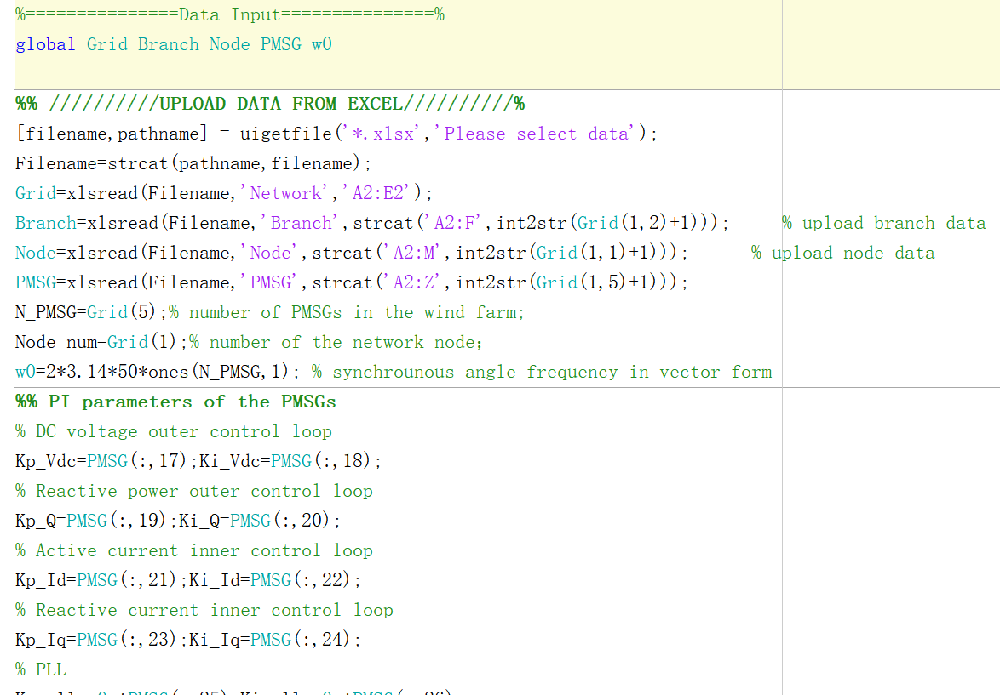 %===============Data Input===============%
global Grid Branch Node PMSG w0
%% //////////UPLOAD DATA FROM EXCEL//////////%
[filename,pathname] = uigetfile('*.xlsx','Please select data');
Filename=strcat(pathname,filename);
Grid=xlsread(Filename,'Network','A2:E2');
Branch=xlsread(Filename,'Branch',strcat('A2:F',int2str(Grid(1,2)+1))); % upload branch data
Node=xlsread(Filename,'Node',strcat('A2:M',int2str(Grid(1,1)+1))); % upload node data
PMSG=xlsread(Filename,'PMSG',strcat('A2:Z',int2str(Grid(1,5)+1)));
N_PMSG=Grid(5);% number of PMSGs in the wind farm;
Node_num=Grid(1);% number of the network node;
w0=2*3.14*50*ones(N_PMSG,1); % synchrounous angle frequency in vector form
%% PI parameters of the PMSGs
% DC voltage outer control loop
Kp_Vdc=PMSG(:,17);Ki_Vdc=PMSG(:,18);
% Reactive power outer control loop
Kp_Q=PMSG(:,19);Ki_Q=PMSG(:,20);
% Active current inner control loop
Kp_Id=PMSG(:,21);Ki_Id=PMSG(:,22);
% Reactive current inner control loop
Kp_Iq=PMSG(:,23);Ki_Iq=PMSG(:,24);
% PLL